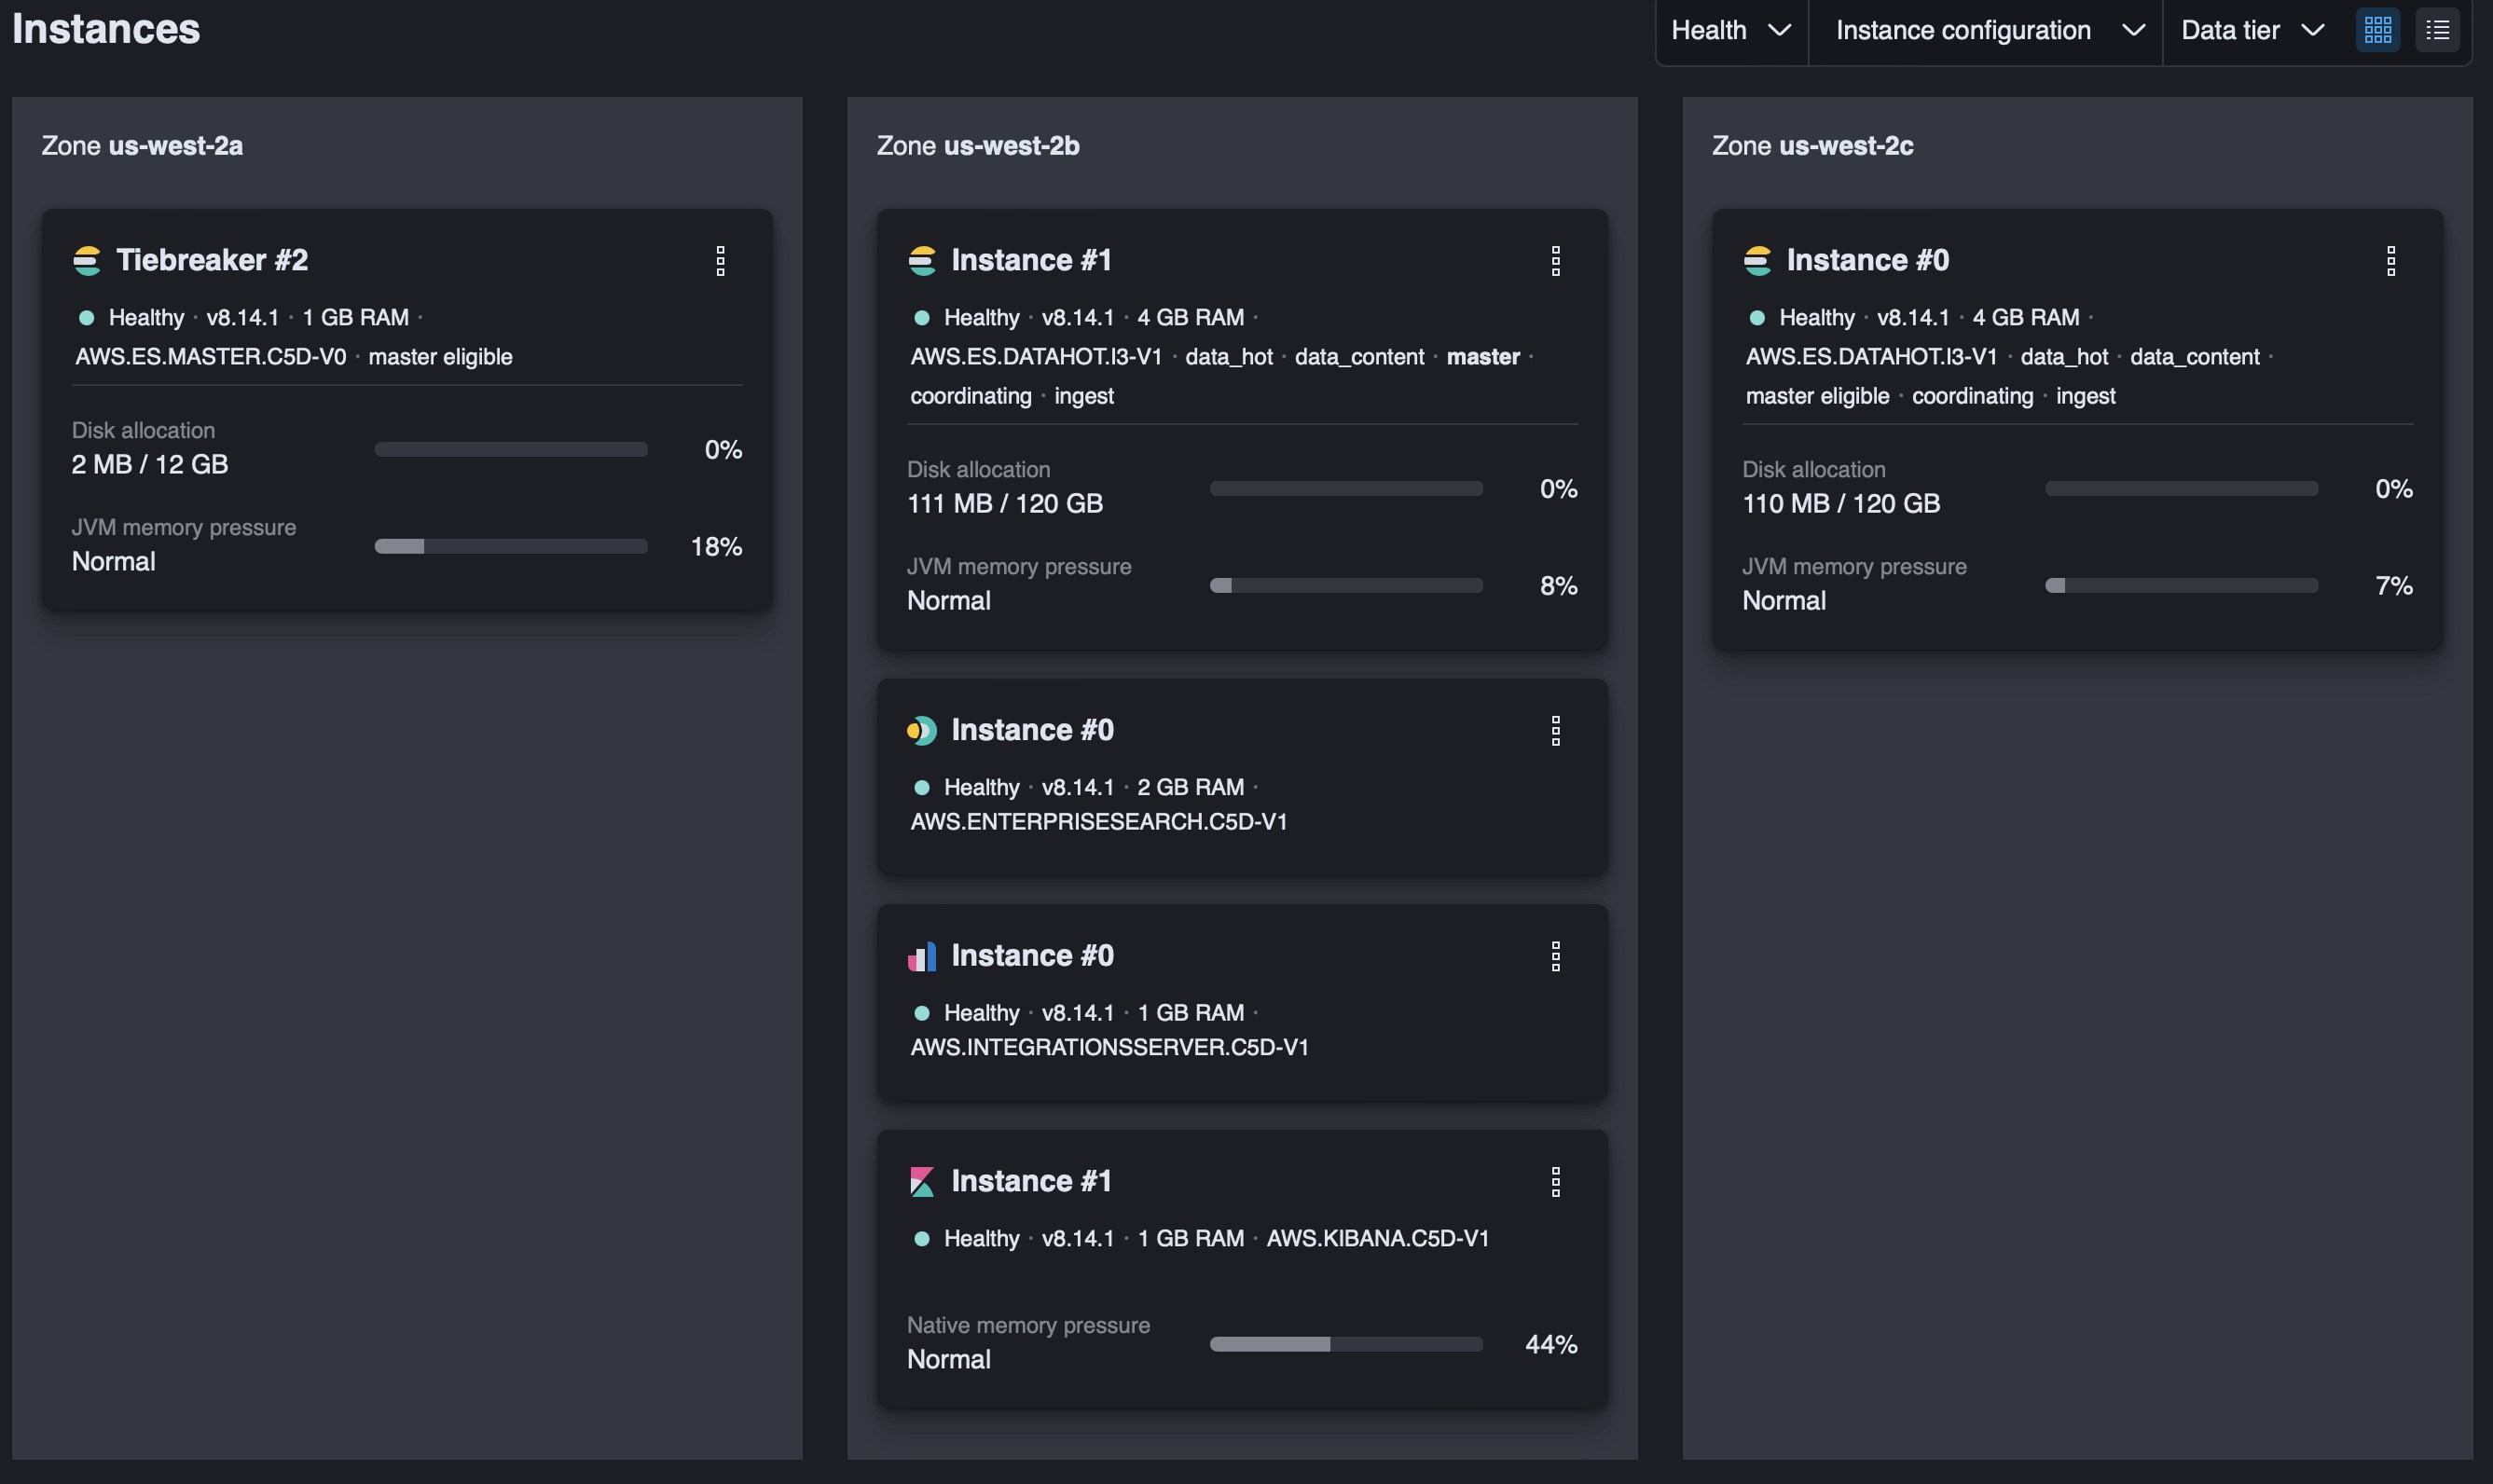 Instances
Health
Instance configuration
Data tier
Zone us-west-2a
Tiebreaker #2
Healthy · v8.14.1 · 1 GB RAM ·
AWS.ES.MASTER.C5D-V0 · master eligible
Disk allocation
2 MB / 12 GB
0%
JVM memory pressure
Normal
18%
Zone us-west-2b
Instance #1
Healthy · v8.14.1 · 4 GB RAM ·
AWS.ES.DATAHOT.I3-V1 · data_hot · data_content · master ·
coordinating · ingest
Disk allocation
111 MB / 120 GB
0%
JVM memory pressure
Normal
8%
Instance #0
Healthy · v8.14.1 · 2 GB RAM ·
AWS.ENTERPRISESEARCH.C5D-V1
Instance #0
Healthy · v8.14.1 · 1 GB RAM ·
AWS.INTEGRATIONSSERVER.C5D-V1
Instance #1
Healthy · v8.14.1 · 1 GB RAM · AWS.KIBANA.C5D-V1
Native memory pressure
Normal
44%
Zone us-west-2c
Instance #0
Healthy · v8.14.1 · 4 GB RAM ·
AWS.ES.DATAHOT.I3-V1 · data_hot · data_content ·
master eligible · coordinating · ingest
Disk allocation
110 MB / 120 GB
0%
JVM memory pressure
Normal
7%